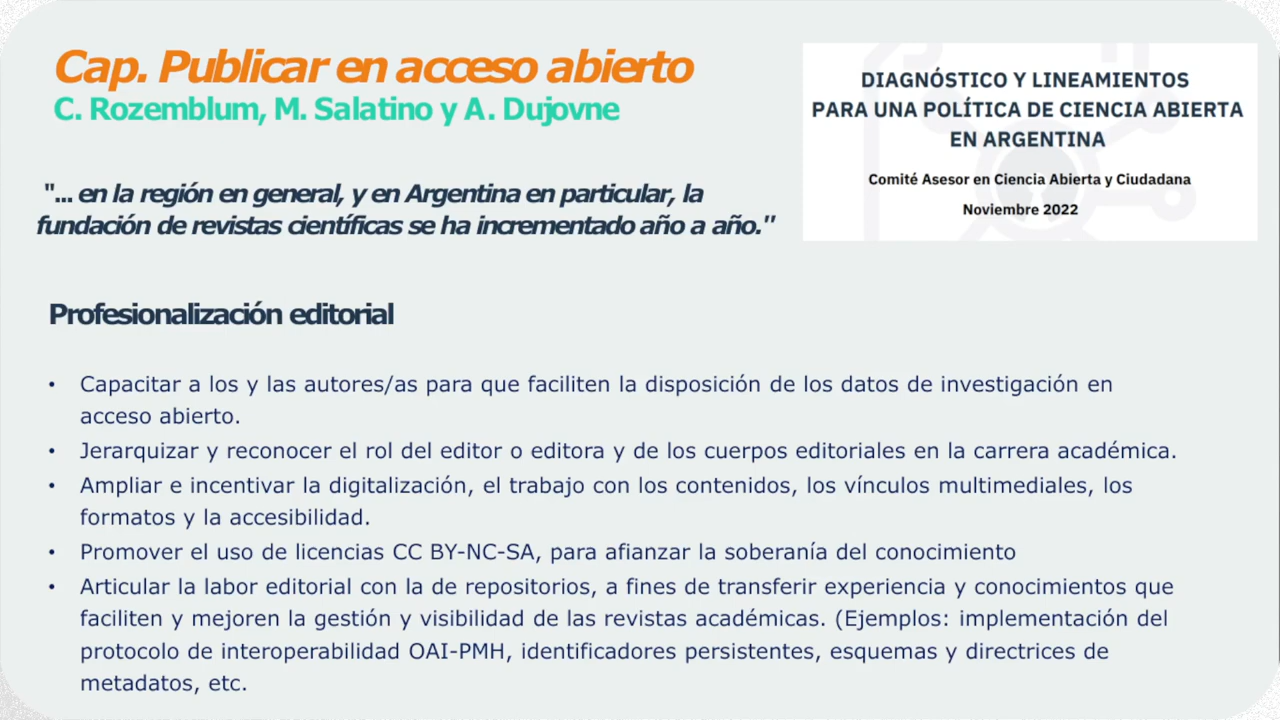 Cap. Publicar en acceso abierto
C. Rozemblum, M. Salatino y A. Dujovne
"... en la región en general, y en Argentina en particular, la
fundación de revistas científicas se ha incrementado año a año."
DIAGNÓSTICO Y LINEAMIENTOS
PARA UNA POLÍTICA DE CIENCIA ABIERTA
EN ARGENTINA
Comité Asesor en Ciencia Abierta y Ciudadana
Noviembre 2022
Profesionalización editorial
• Capacitar a los y las autores/as para que faciliten la disposición de los datos de investigación en
acceso abierto.
• Jerarquizar y reconocer el rol del editor o editora y de los cuerpos editoriales en la carrera académica.
• Ampliar e incentivar la digitalización, el trabajo con los contenidos, los vínculos multimediales, los
formatos y la accesibilidad.
• Promover el uso de licencias CC BY-NC-SA, para afianzar la soberanía del conocimiento
• Articular la labor editorial con la de repositorios, a fines de transferir experiencia y conocimientos que
faciliten y mejoren la gestión y visibilidad de las revistas académicas. (Ejemplos: implementación del
protocolo de interoperabilidad OAI-PMH, identificadores persistentes, esquemas y directrices de
metadatos, etc.